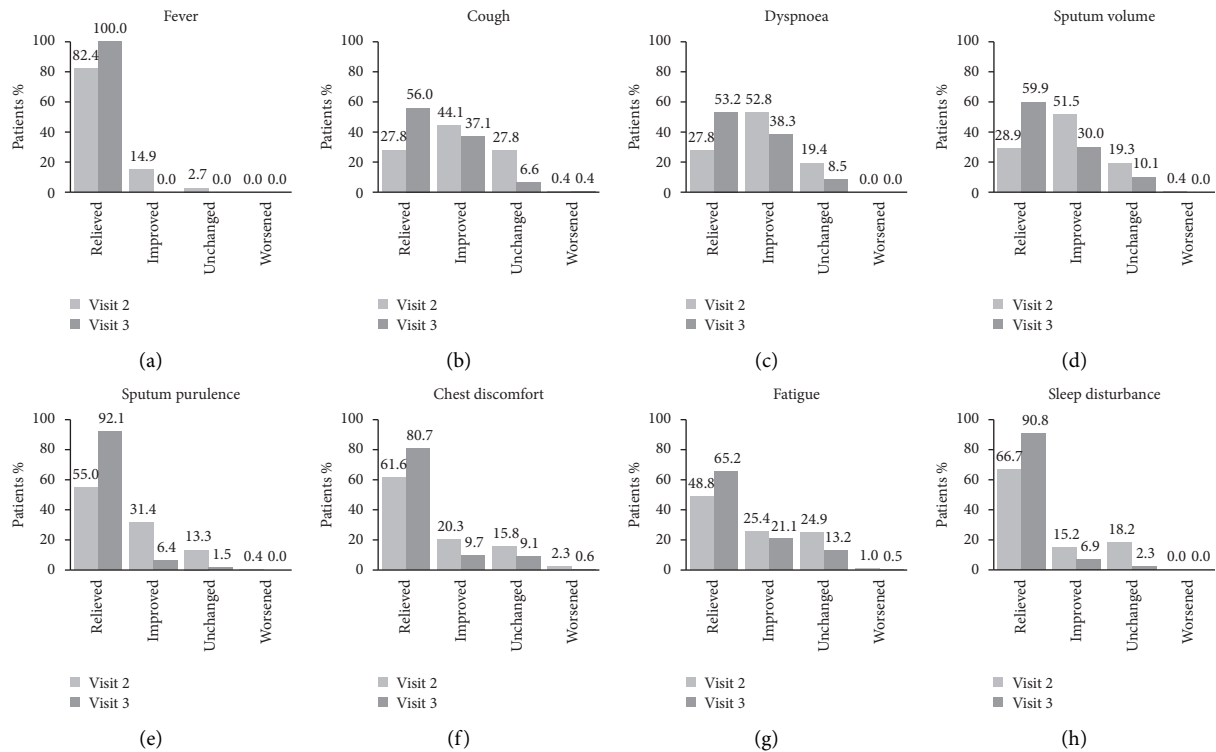 Fever
Patients %
100
80
60
40
20
0
82.4
100.0
14.9
0.0
2.7
0.0
0.0
0.0
Relieved
Improved
Unchanged
Worsened
Visit 2
Visit 3
(a)
Cough
Patients %
100
80
60
40
20
0
27.8
56.0
44.1
37.1
27.8
6.6
0.4
0.4
Relieved
Improved
Unchanged
Worsened
Visit 2
Visit 3
(b)
Dyspnoea
Patients %
100
80
60
40
20
0
27.8
53.2
52.8
38.3
19.4
8.5
0.0
0.0
Relieved
Improved
Unchanged
Worsened
Visit 2
Visit 3
(c)
Sputum volume
Patients %
100
80
60
40
20
0
28.9
59.9
51.5
30.0
19.3
10.1
0.4
0.0
Relieved
Improved
Unchanged
Worsened
Visit 2
Visit 3
(d)
Sputum purulence
Patients %
100
80
60
40
20
0
55.0
92.1
31.4
6.4
13.3
1.5
0.4
0.0
Relieved
Improved
Unchanged
Worsened
Visit 2
Visit 3
(e)
Chest discomfort
Patients %
100
80
60
40
20
0
61.6
80.7
20.3
9.7
15.8
9.1
2.3
0.6
Relieved
Improved
Unchanged
Worsened
Visit 2
Visit 3
(f)
Fatigue
Patients %
100
80
60
40
20
0
48.8
65.2
25.4
21.1
24.9
13.2
1.0
0.5
Relieved
Improved
Unchanged
Worsened
Visit 2
Visit 3
(g)
Sleep disturbance
Patients %
100
80
60
40
20
0
66.7
90.8
15.2
6.9
18.2
2.3
0.0
0.0
Relieved
Improved
Unchanged
Worsened
Visit 2
Visit 3
(h)